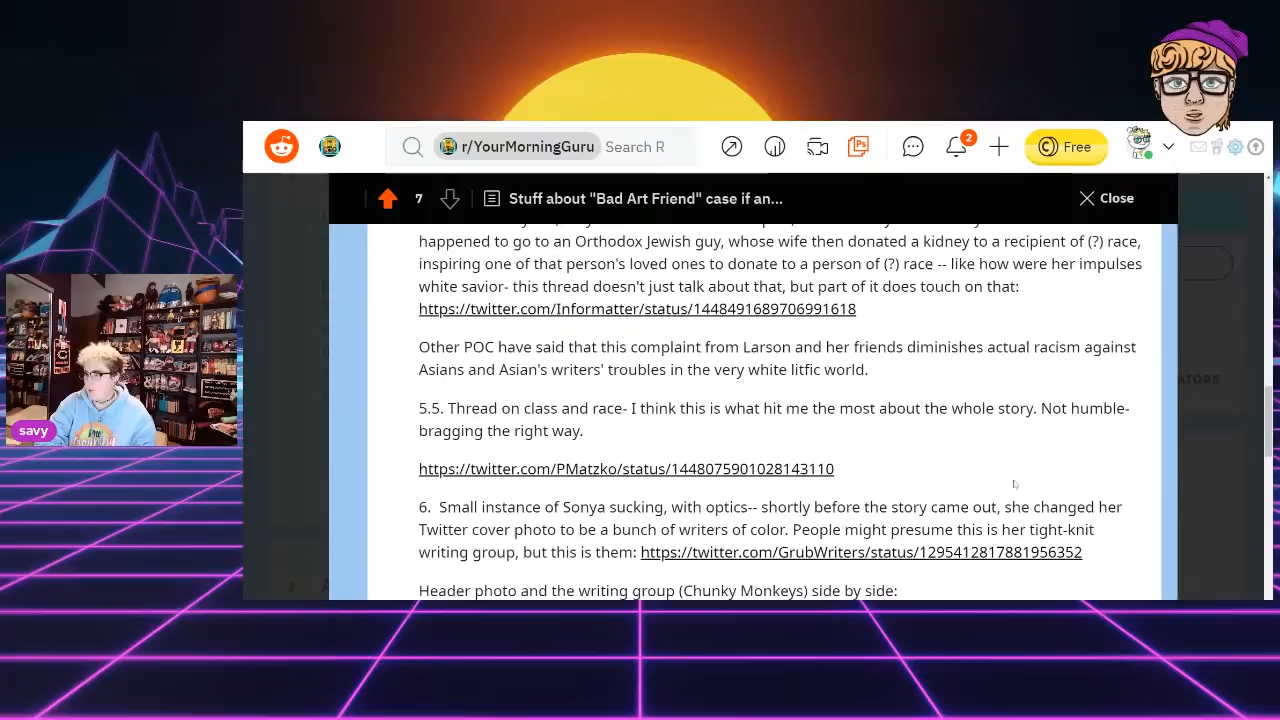 r/YourMorningGuru Search R
2
Free
7
Stuff about "Bad Art Friend" case if an...
Close
happened to go to an Orthodox Jewish guy, whose wife then donated a kidney to a recipient of (?) race,
inspiring one of that person's loved ones to donate to a person of (?) race -- like how were her impulses
white savior- this thread doesn't just talk about that, but part of it does touch on that:
https://twitter.com/Informatter/status/1448491689706991618
Other POC have said that this complaint from Larson and her friends diminishes actual racism against
Asians and Asian's writers' troubles in the very white litfic world.
ATORS
5.5. Thread on class and race- I think this is what hit me the most about the whole story. Not humble-
bragging the right way.
savy
https://twitter.com/PMatzko/status/1448075901028143110
6. Small instance of Sonya sucking, with optics-- shortly before the story came out, she changed her
Twitter cover photo to be a bunch of writers of color. People might presume this is her tight-knit
writing group, but this is them: https://twitter.com/GrubWriters/status/1295412817881956352
Header photo and the writing group (Chunky Monkeys) side by side: